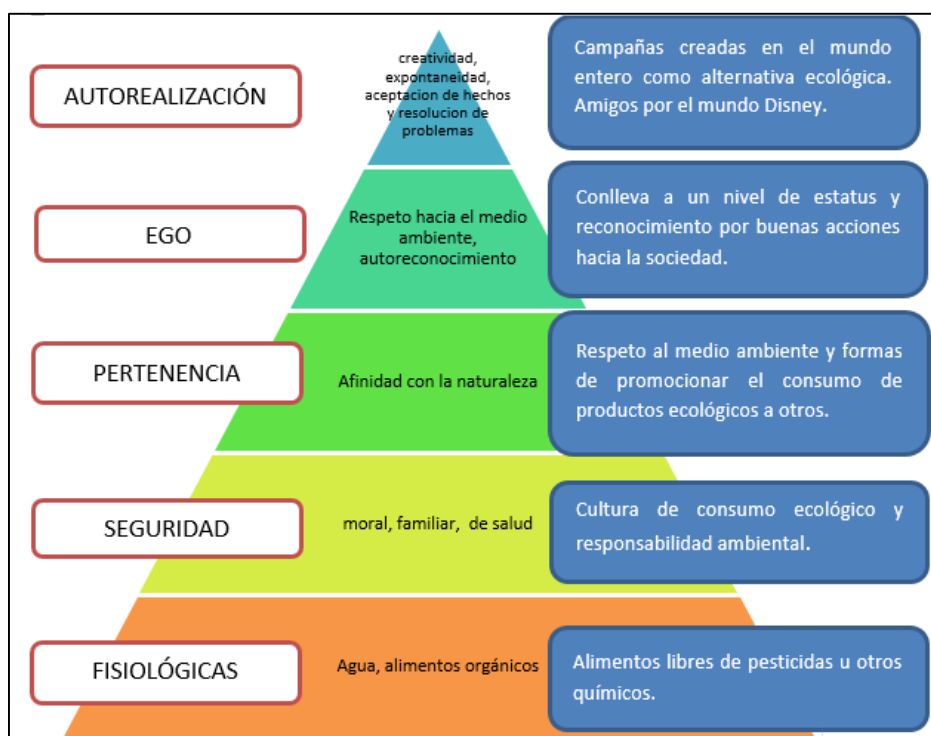 AUTOREALIZACIÓN
creatividad,
expontaneidad,
aceptacion de hechos
y resolucion de
problemas
Campañas creadas en el mundo
entero como alternativa ecológica.
Amigos por el mundo Disney.
EGO
Respeto hacia el medio
ambiente,
autoreconocimiento
Conlleva a un nivel de estatus y
reconocimiento por buenas acciones
hacia la sociedad.
PERTENENCIA
Afinidad con la naturaleza
Respeto al medio ambiente y formas
de promocionar el consumo de
productos ecológicos a otros.
SEGURIDAD
moral, familiar, de salud
Cultura de consumo ecológico y
responsabilidad ambiental.
FISIOLÓGICAS
Agua, alimentos orgánicos
Alimentos libres de pesticidas u otros
químicos.